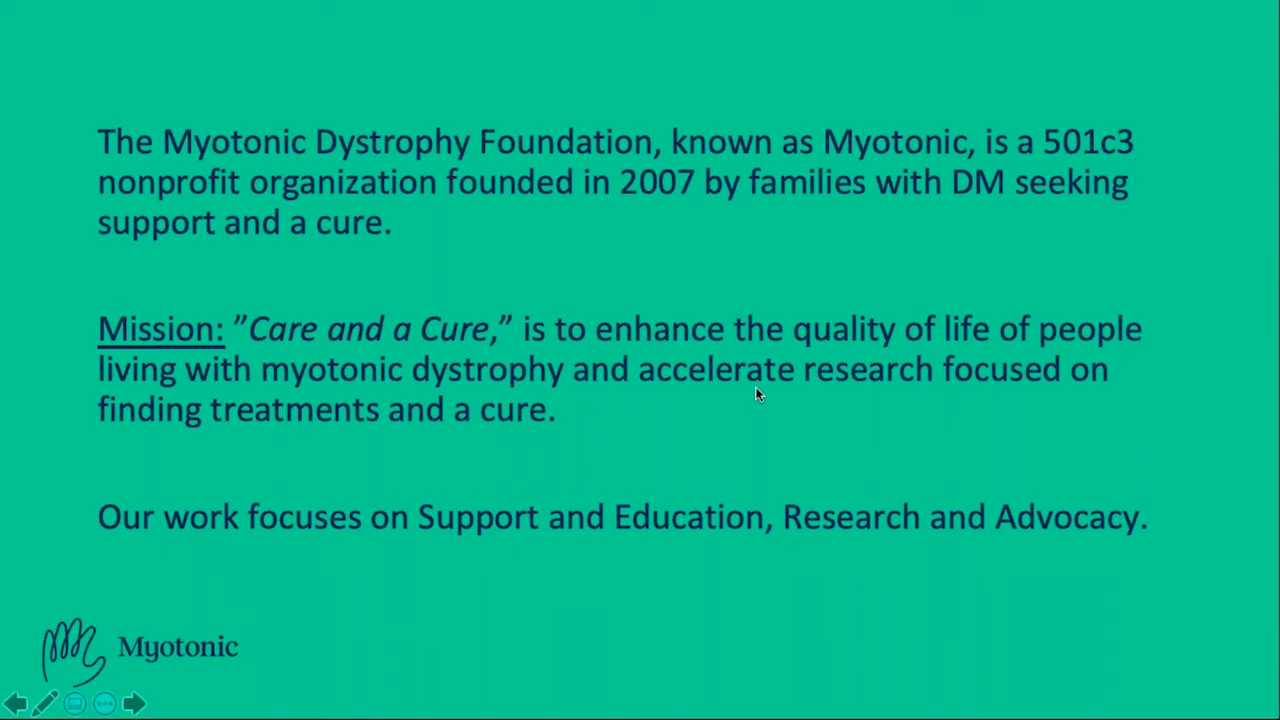 The Myotonic Dystrophy Foundation, known as Myotonic, is a 501c3
nonprofit organization founded in 2007 by families with DM seeking
support and a cure.
Mission: ”Care and a Cure,” is to enhance the quality of life of people
living with myotonic dystrophy and accelerate research focused on
finding treatments and a cure.
Our work focuses on Support and Education, Research and Advocacy.
Myotonic